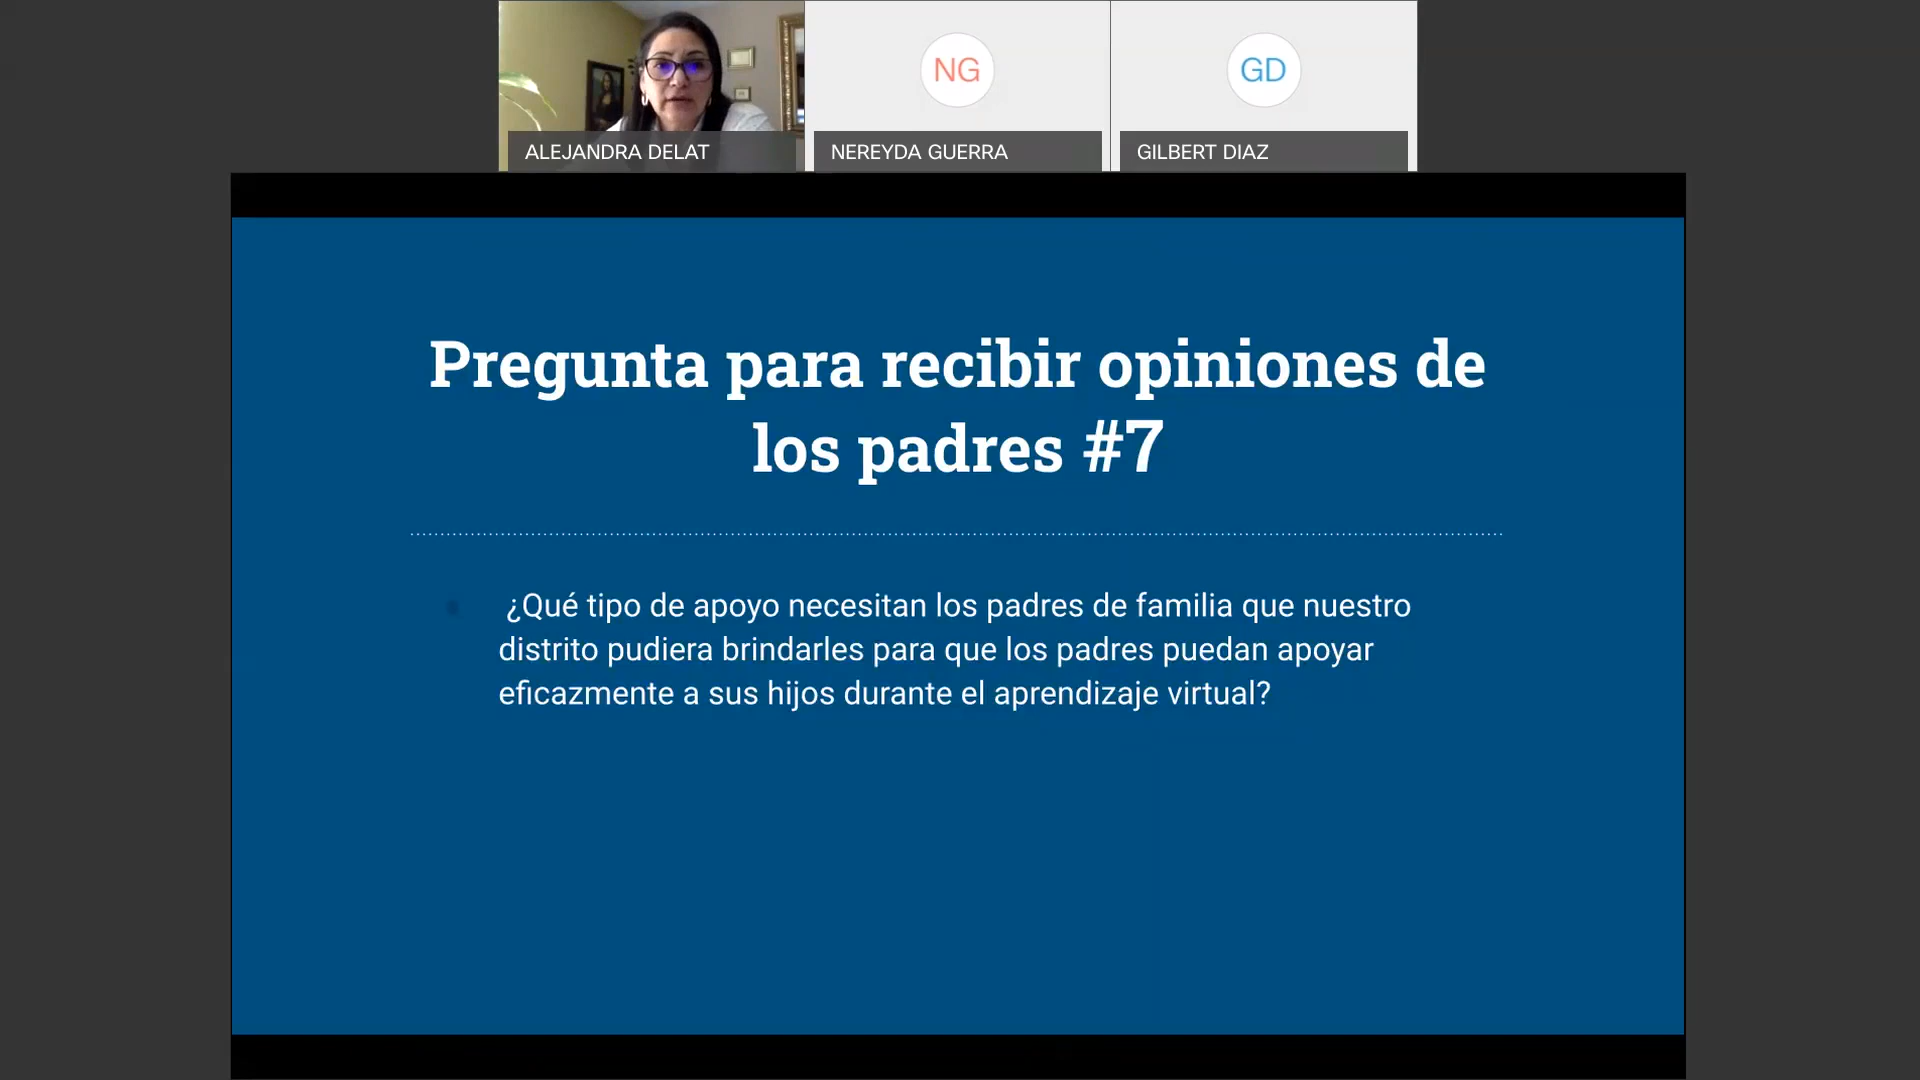 NG
GD
ALEJANDRA DELAT
NEREYDA GUERRA
GILBERT DIAZ
Pregunta para recibir opiniones de
los padres #7
¿Qué tipo de apoyo necesitan los padres de familia que nuestro
distrito pudiera brindarles para que los padres puedan apoyar
eficazmente a sus hijos durante el aprendizaje virtual?